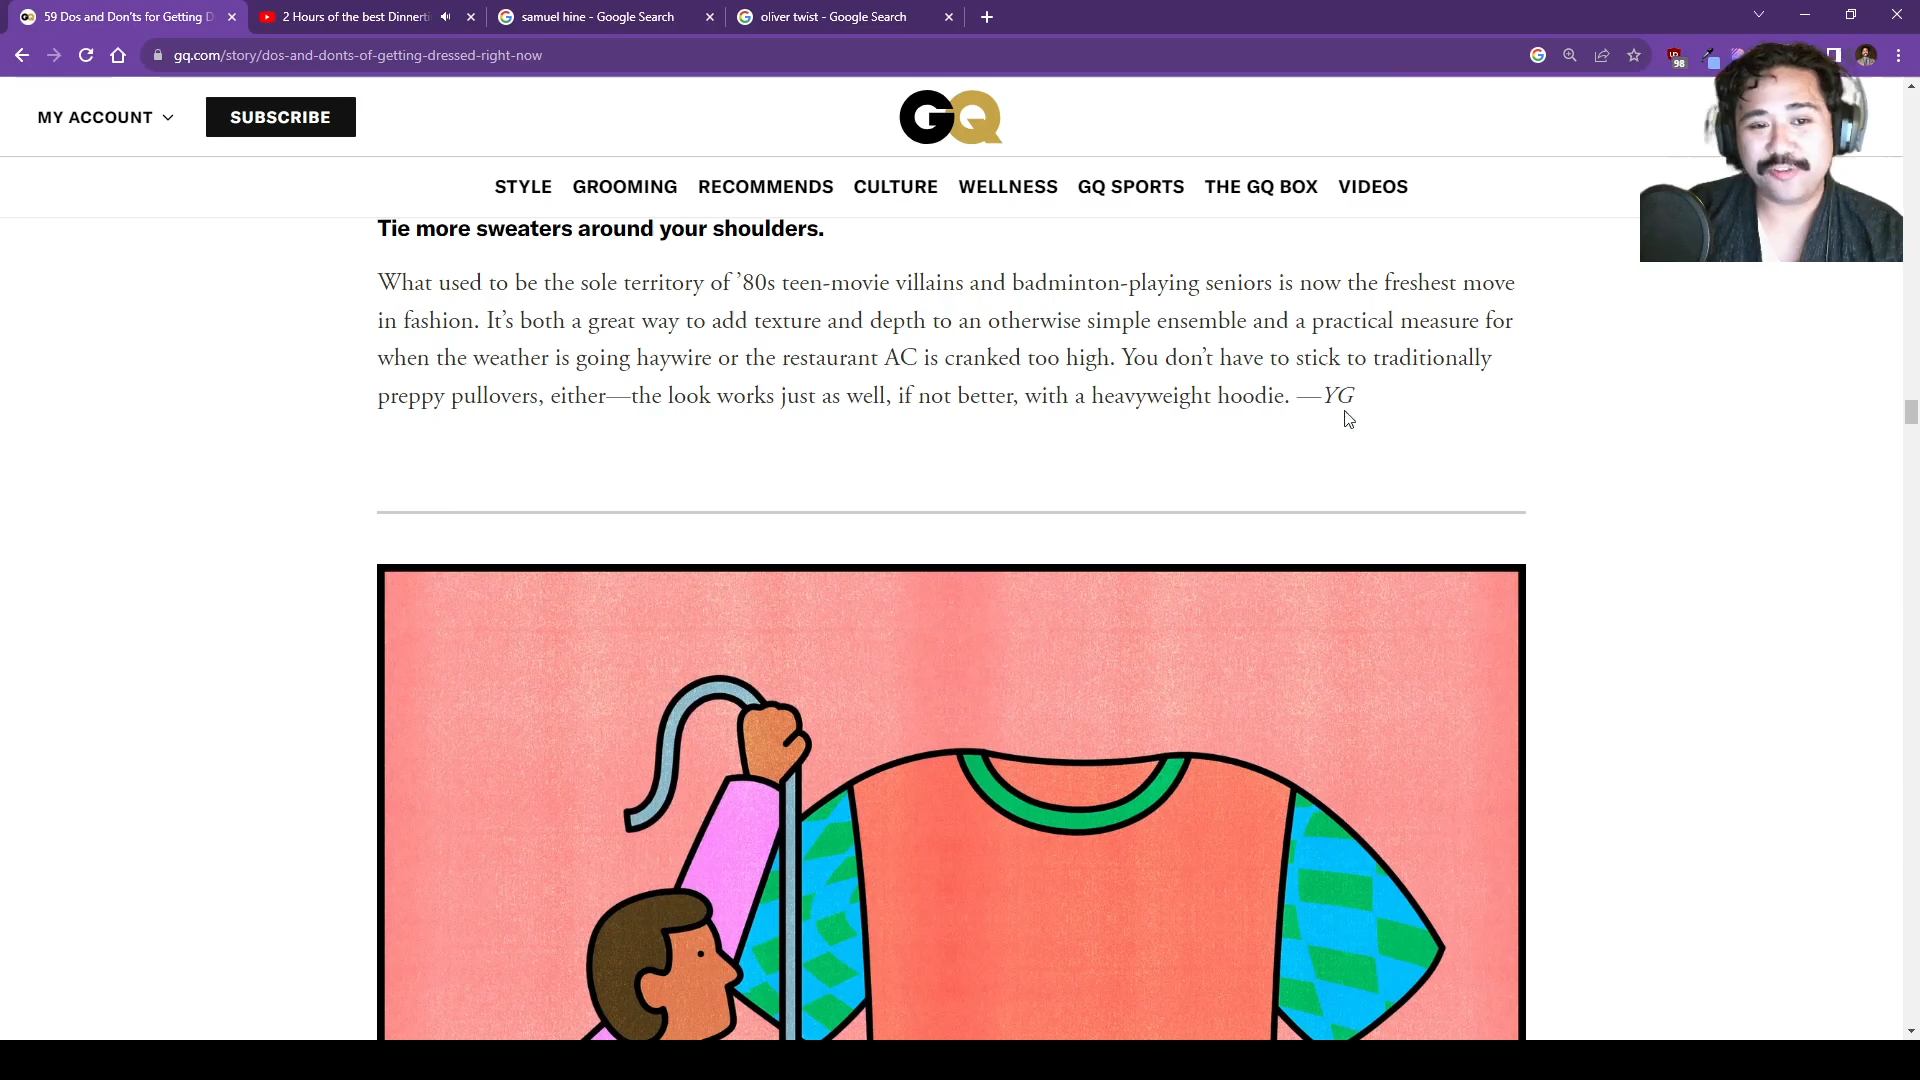 59 Dos and Don'ts for Getting D
2 Hours of the best Dinnerti
samuel hine - Google Search
oliver twist - Google Search
gq.com/story/dos-and-donts-of-getting-dressed-right-now
98
MY ACCOUNT
SUBSCRIBE
GQ
STYLE GROOMING RECOMMENDS CULTURE WELLNESS GQ SPORTS THE GQ BOX VIDEOS
Tie more sweaters around your shoulders.
What used to be the sole territory of ’80s teen-movie villains and badminton-playing seniors is now the freshest move
in fashion. It’s both a great way to add texture and depth to an otherwise simple ensemble and a practical measure for
when the weather is going haywire or the restaurant AC is cranked too high. You don’t have to stick to traditionally
preppy pullovers, either—the look works just as well, if not better, with a heavyweight hoodie. —YG